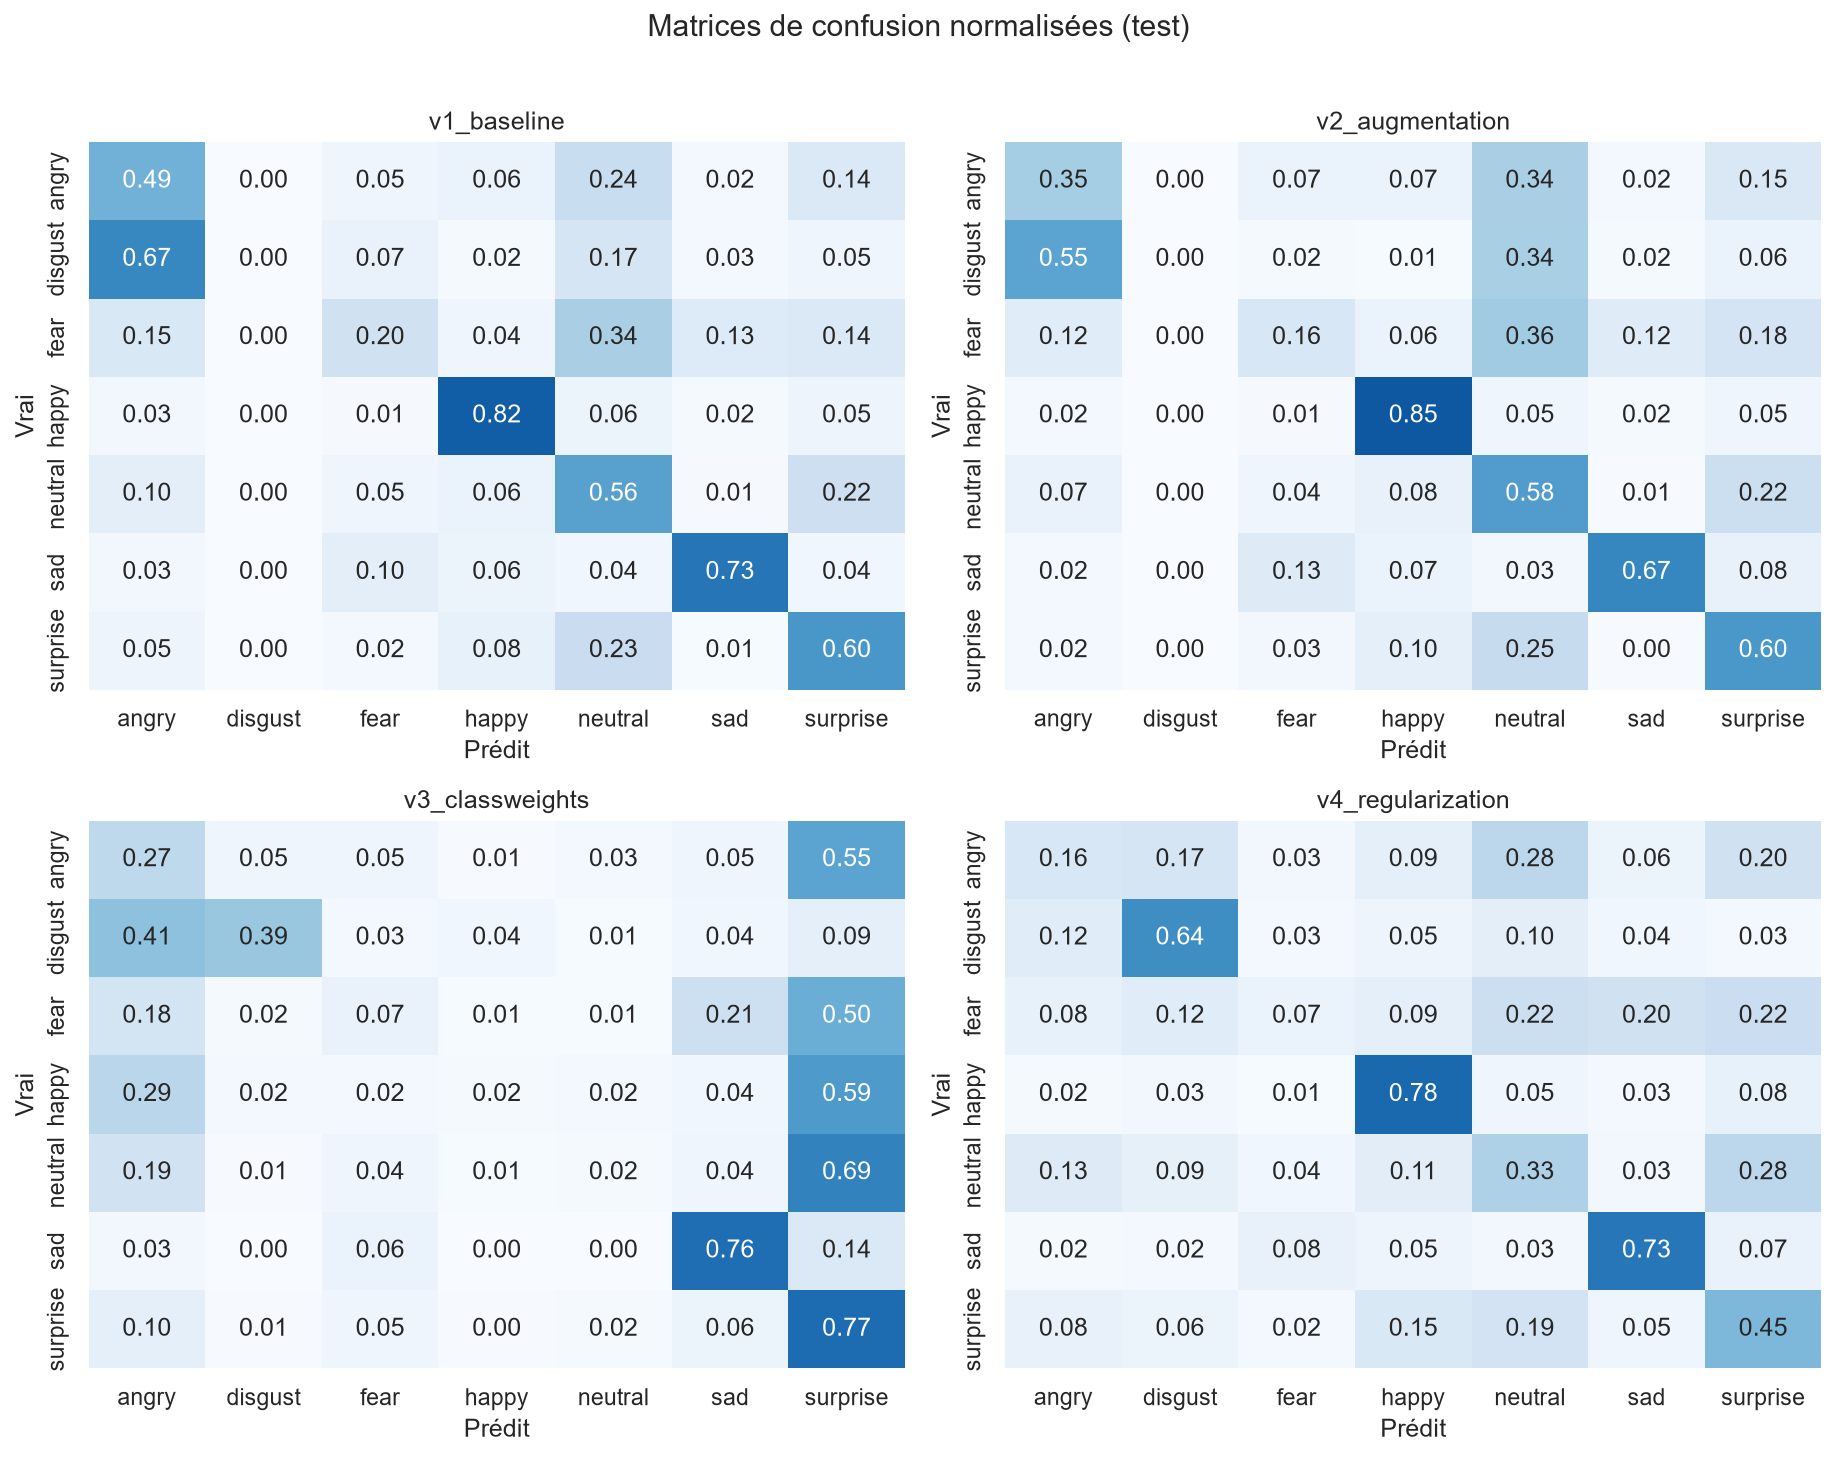 Matrices de confusion normalisées (test)
v1_baseline
Vrai
angry 0.49 0.00 0.05 0.06 0.24 0.02 0.14
disgust 0.67 0.00 0.07 0.02 0.17 0.03 0.05
fear 0.15 0.00 0.20 0.04 0.34 0.13 0.14
happy 0.03 0.00 0.01 0.82 0.06 0.02 0.05
neutral 0.10 0.00 0.05 0.06 0.56 0.01 0.22
sad 0.03 0.00 0.10 0.06 0.04 0.73 0.04
surprise 0.05 0.00 0.02 0.08 0.23 0.01 0.60
angry disgust fear happy neutral sad surprise
Prédit
v2_augmentation
Vrai
angry 0.35 0.00 0.07 0.07 0.34 0.02 0.15
disgust 0.55 0.00 0.02 0.01 0.34 0.02 0.06
fear 0.12 0.00 0.16 0.06 0.36 0.12 0.18
happy 0.02 0.00 0.01 0.85 0.05 0.02 0.05
neutral 0.07 0.00 0.04 0.08 0.58 0.01 0.22
sad 0.02 0.00 0.13 0.07 0.03 0.67 0.08
surprise 0.02 0.00 0.03 0.10 0.25 0.00 0.60
angry disgust fear happy neutral sad surprise
Prédit
v3_classweights
Vrai
angry 0.27 0.05 0.05 0.01 0.03 0.05 0.55
disgust 0.41 0.39 0.03 0.04 0.01 0.04 0.09
fear 0.18 0.02 0.07 0.01 0.01 0.21 0.50
happy 0.29 0.02 0.02 0.02 0.02 0.04 0.59
neutral 0.19 0.01 0.04 0.01 0.02 0.04 0.69
sad 0.03 0.00 0.06 0.00 0.00 0.76 0.14
surprise 0.10 0.01 0.05 0.00 0.02 0.06 0.77
angry disgust fear happy neutral sad surprise
Prédit
v4_regularization
Vrai
angry 0.16 0.17 0.03 0.09 0.28 0.06 0.20
disgust 0.12 0.64 0.03 0.05 0.10 0.04 0.03
fear 0.08 0.12 0.07 0.09 0.22 0.20 0.22
happy 0.02 0.03 0.01 0.78 0.05 0.03 0.08
neutral 0.13 0.09 0.04 0.11 0.33 0.03 0.28
sad 0.02 0.02 0.08 0.05 0.03 0.73 0.07
surprise 0.08 0.06 0.02 0.15 0.19 0.05 0.45
angry disgust fear happy neutral sad surprise
Prédit